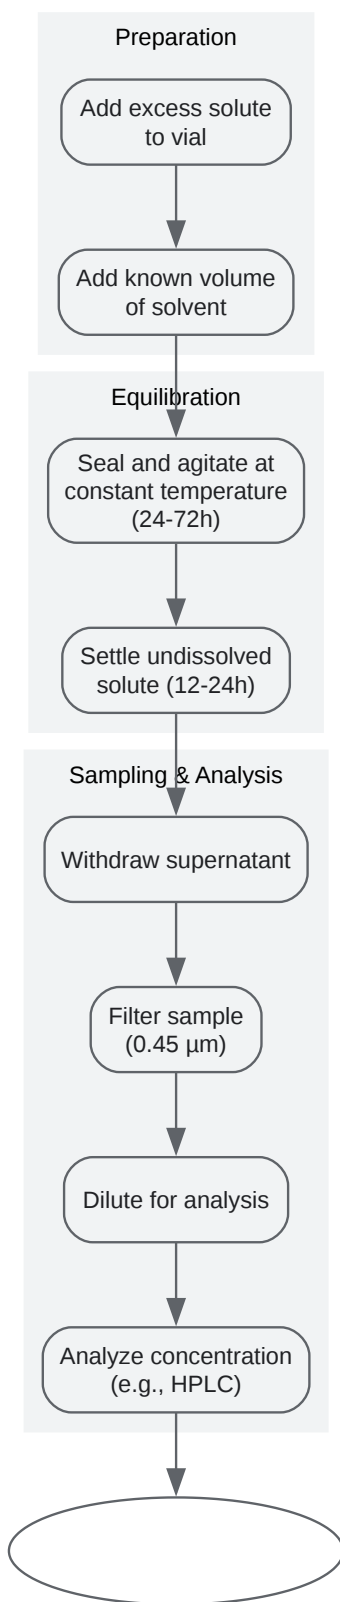 Preparation
Add excess solute
to vial
Add known volume
of solvent
Equilibration
Seal and agitate at
constant temperature
(24-72h)
Settle undissolved
solute (12-24h)
Sampling & Analysis
Withdraw supernatant
Filter sample
(0.45 µm)
Dilute for analysis
Analyze concentration
(e.g., HPLC)